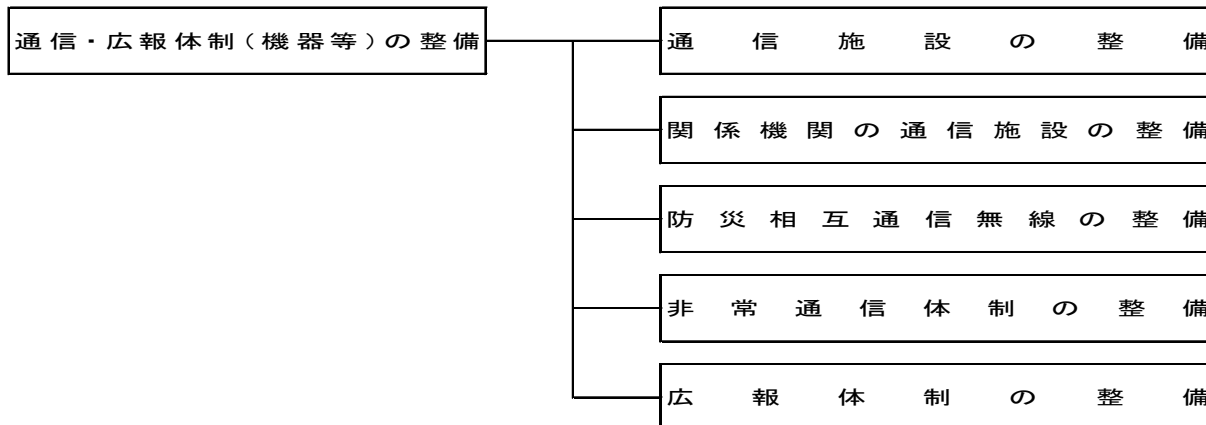 通信・広報体制(機器等)の整備
通信施設の整備
関係機関の通信施設の整備
防災相互通信無線の整備
非常通信体制の整備
広報体制の整備